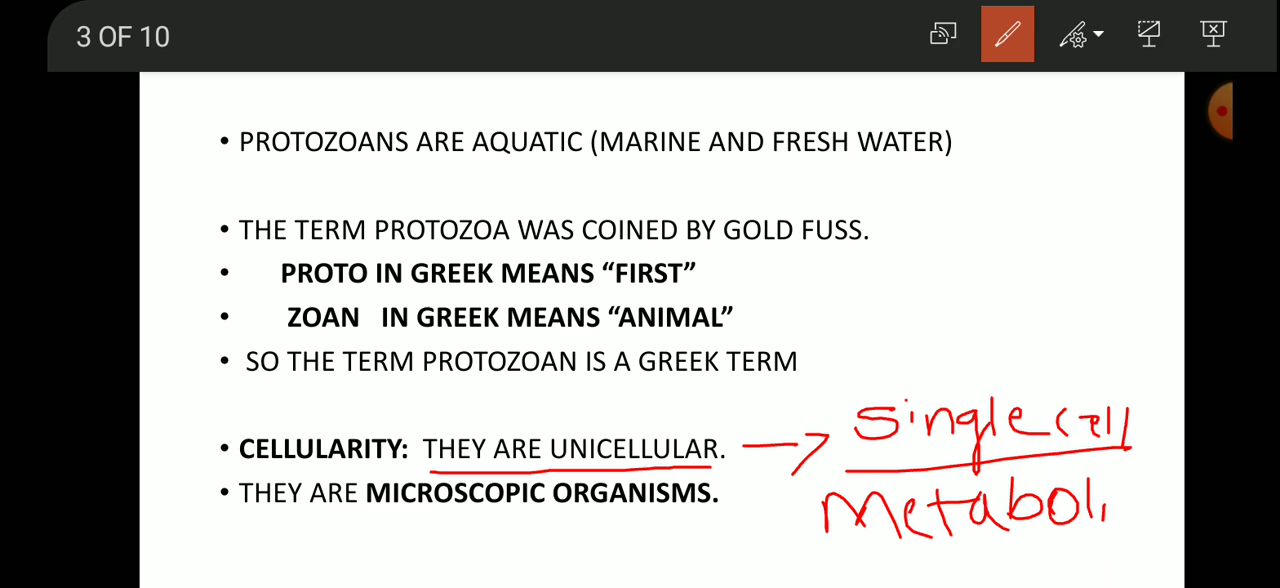 3 OF 10
• PROTOZOANS ARE AQUATIC (MARINE AND FRESH WATER)
• THE TERM PROTOZOA WAS COINED BY GOLD FUSS.
• PROTO IN GREEK MEANS “FIRST”
• ZOAN IN GREEK MEANS “ANIMAL”
• SO THE TERM PROTOZOAN IS A GREEK TERM
• CELLULARITY: THEY ARE UNICELLULAR. → Single cell
• THEY ARE MICROSCOPIC ORGANISMS.
Metaboli